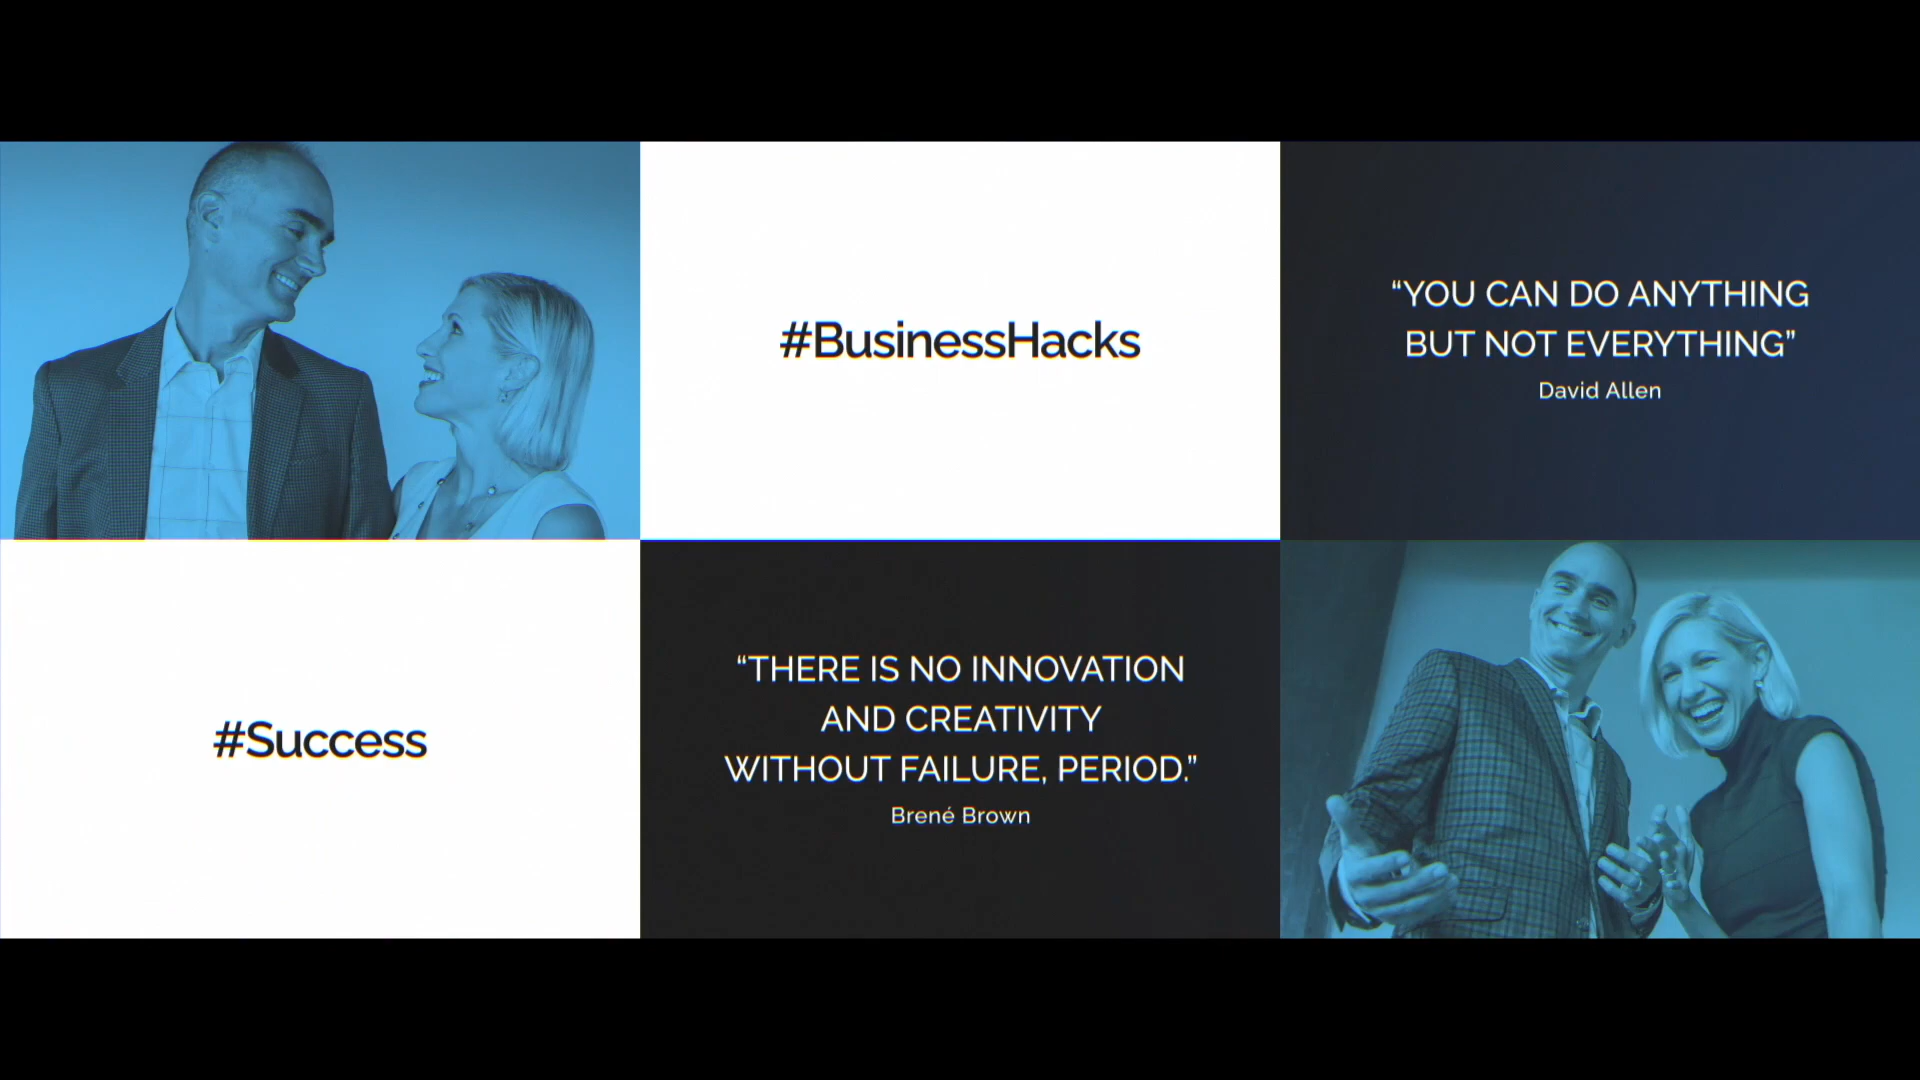 #BusinessHacks
“YOU CAN DO ANYTHING
BUT NOT EVERYTHING”
David Allen
#Success
“THERE IS NO INNOVATION
AND CREATIVITY
WITHOUT FAILURE, PERIOD.”
Brené Brown